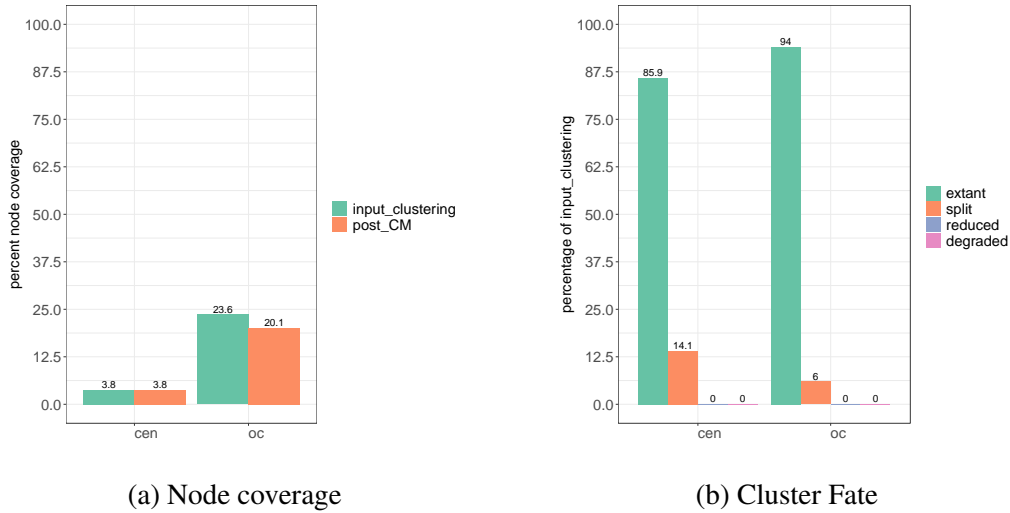 percent node coverage
100.0
87.5
75.0
62.5
50.0
37.5
25.0
12.5
0.0
3.8
3.8
23.6
20.1
cen
oc
input_clustering
post_CM
(a) Node coverage
percentage of input_clustering
100.0
87.5
75.0
62.5
50.0
37.5
25.0
12.5
0.0
85.9
14.1
0
0
94
6
0
0
cen
oc
extant
split
reduced
degraded
(b) Cluster Fate